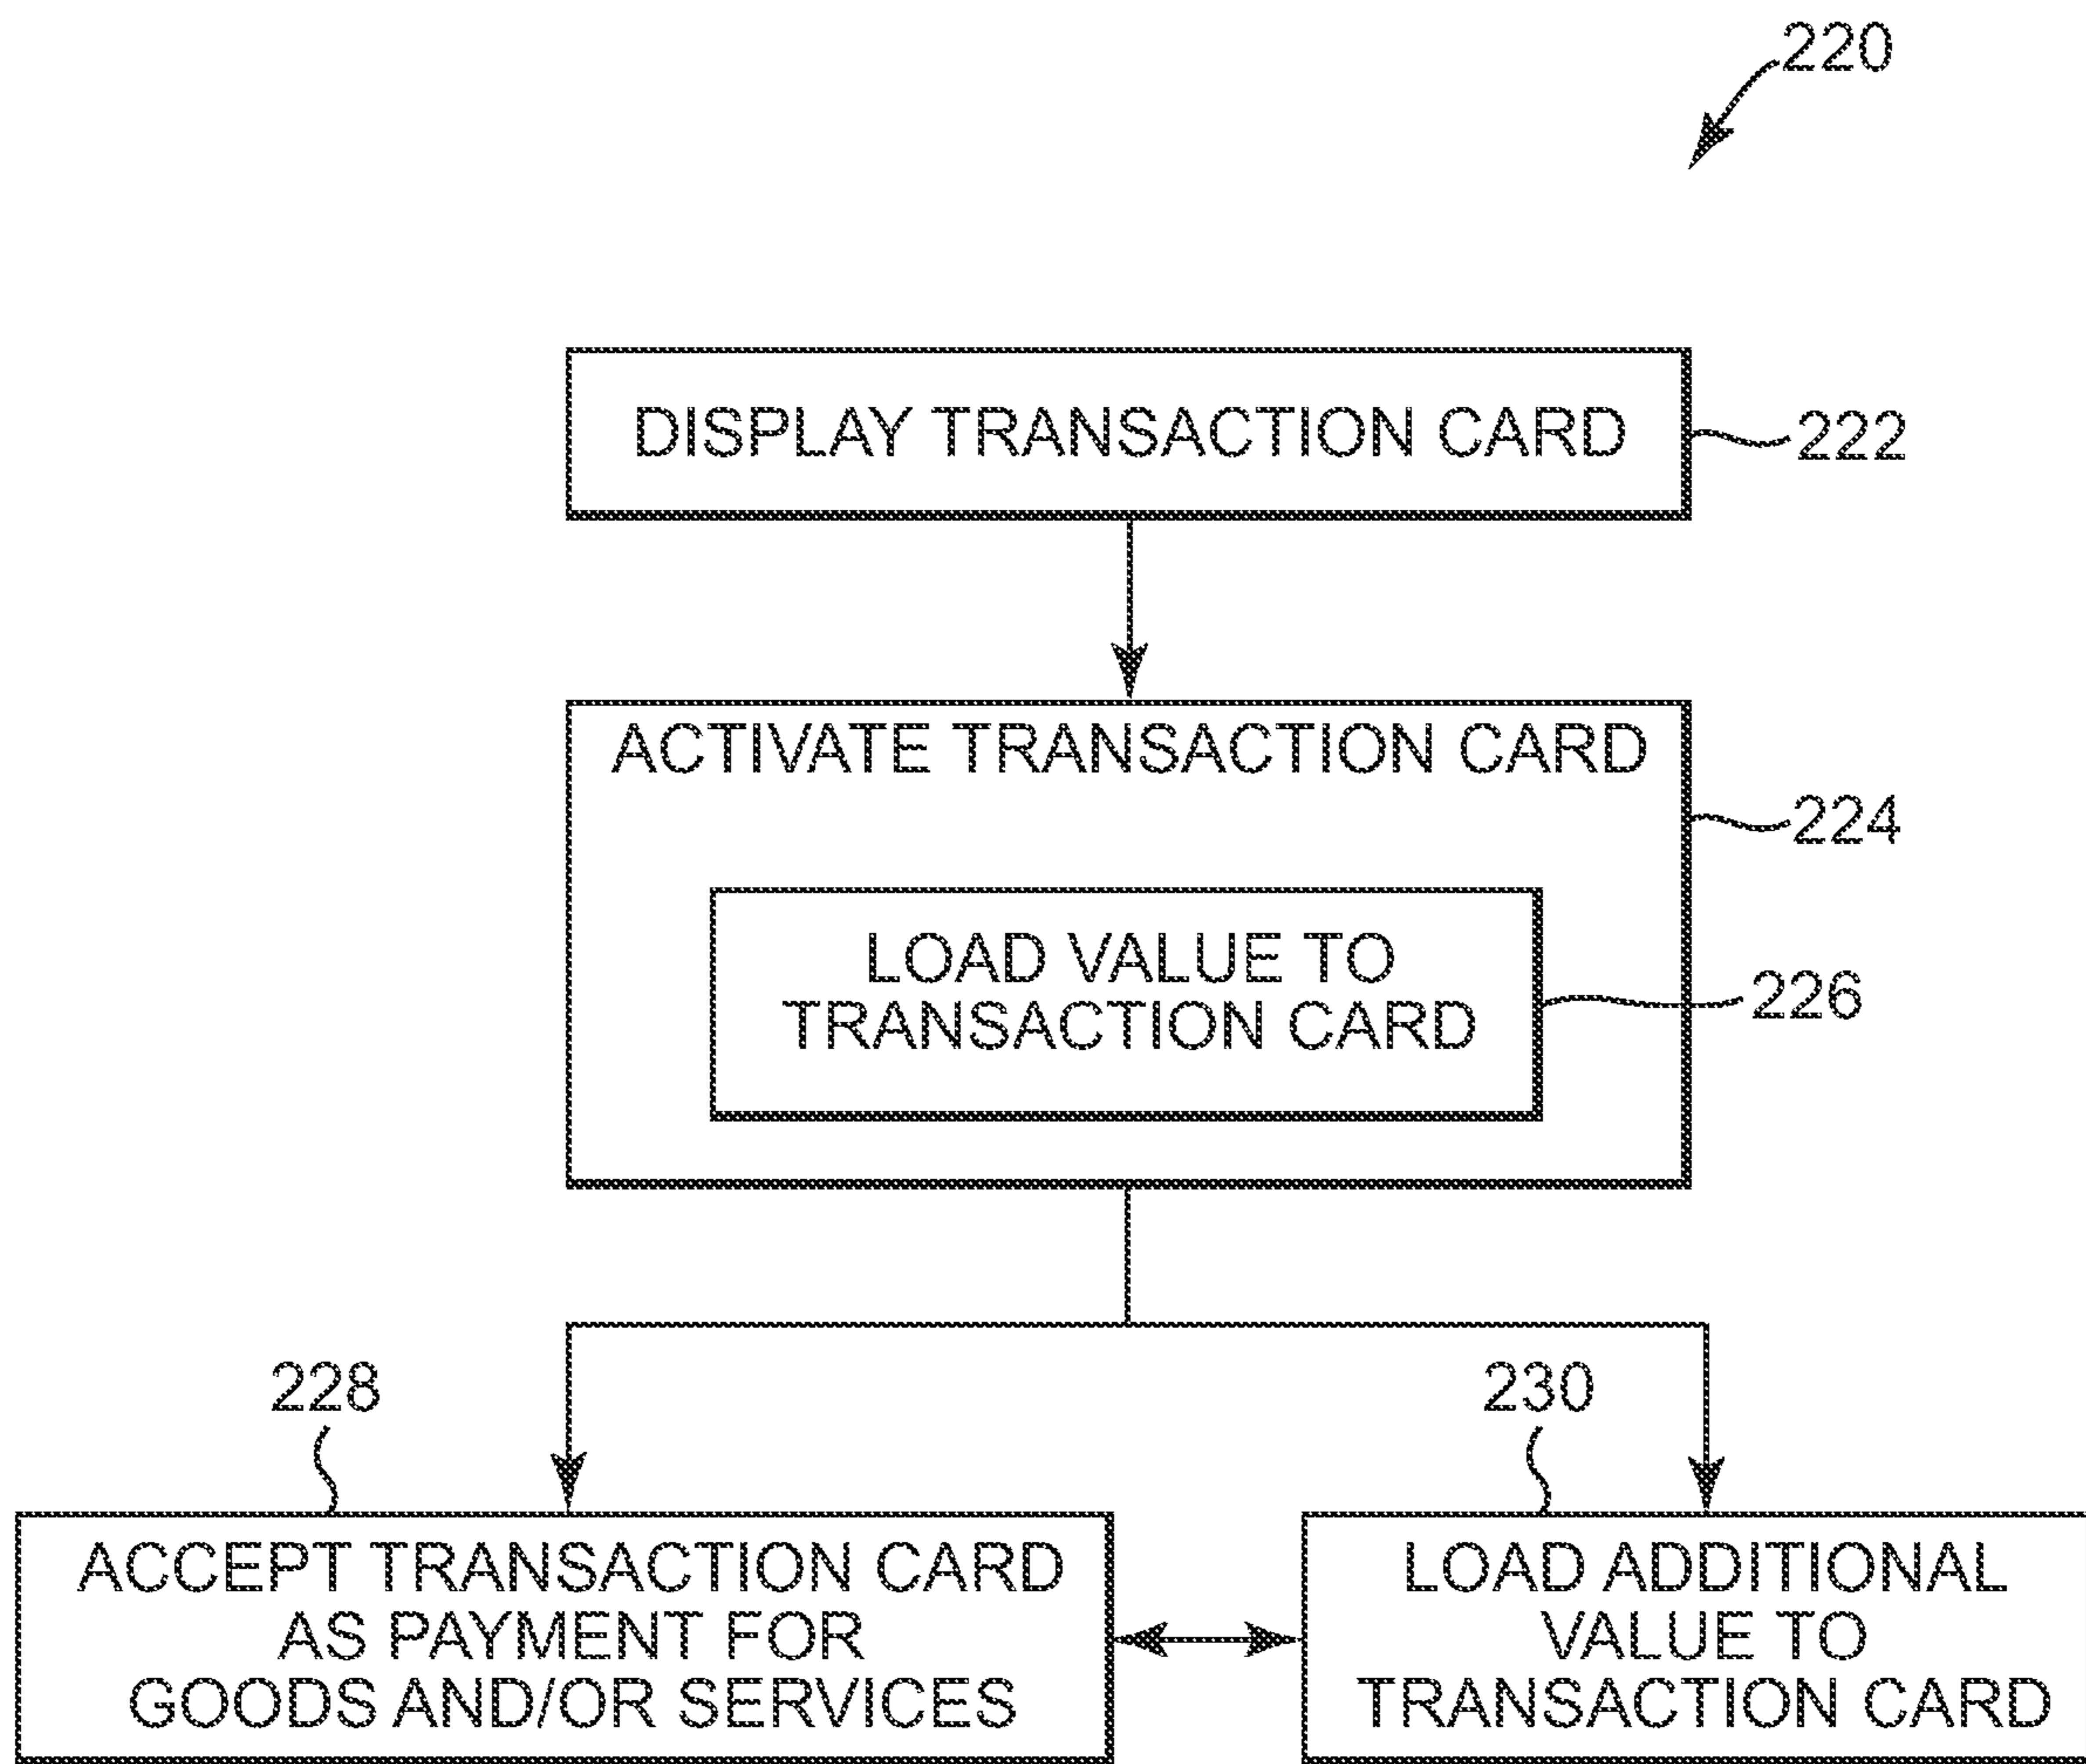 220
DISPLAY TRANSACTION CARD
222
ACTIVATE TRANSACTION CARD
224
LOAD VALUE TO
TRANSACTION CARD
226
228
230
ACCEPT TRANSACTION CARD
AS PAYMENT FOR
GOODS AND/OR SERVICES
LOAD ADDITIONAL
VALUE TO
TRANSACTION CARD